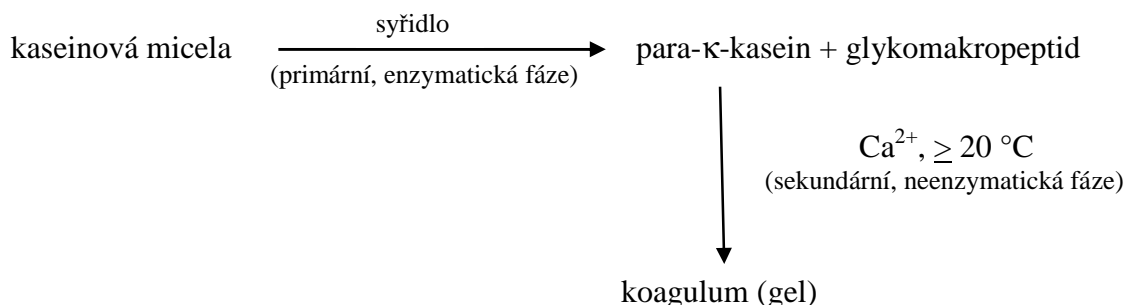 syřidlo
kaseinová micela
para-κ-kasein + glykomakropeptid
(primární, enzymatická fáze)
Ca²⁺, ≥ 20 °C
(sekundární, neenzymatická fáze)
koagulum (gel)